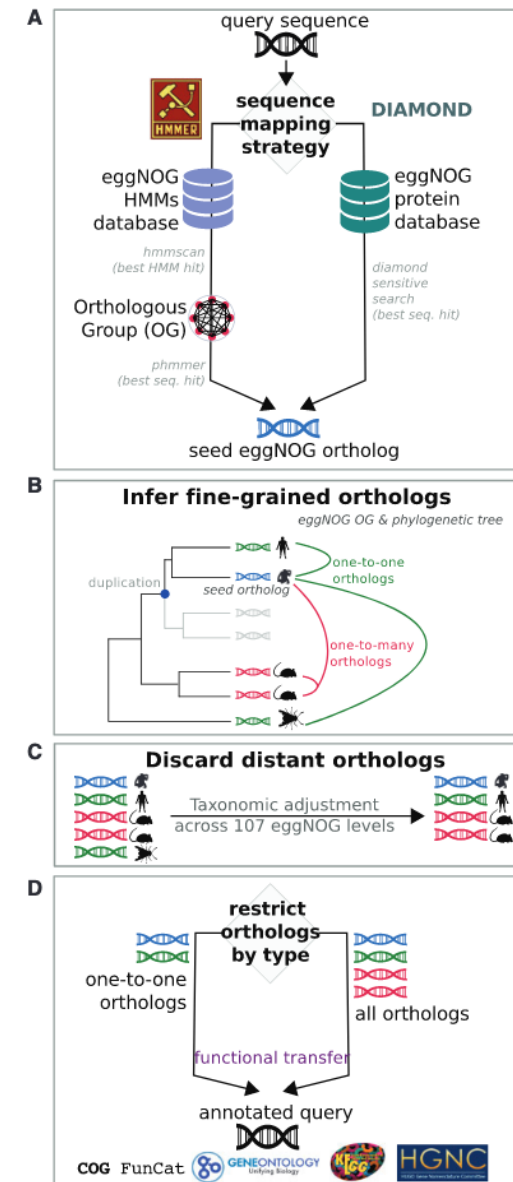 A
query sequence
HMMER
sequence
mapping
strategy
DIAMOND
eggNOG
HMMs
database
eggNOG
protein
database
hmmscan
(best HMM hit)
diamond
sensitive
search
(best seq. hit)
Orthologous
Group (OG)
phmmer
(best seq. hit)
seed eggNOG ortholog
B
Infer fine-grained orthologs
eggNOG OG & phylogenetic tree
duplication
seed ortholog
one-to-one
orthologs
one-to-many
orthologs
C
Discard distant orthologs
Taxonomic adjustment
across 107 eggNOG levels
D
restrict
orthologs
by type
one-to-one
orthologs
all orthologs
functional transfer
annotated query
COG FunCat
GENEONTOLOGY
Unifying Biology
KEGG
HGNC
HUGO Gene Nomenclature Committee